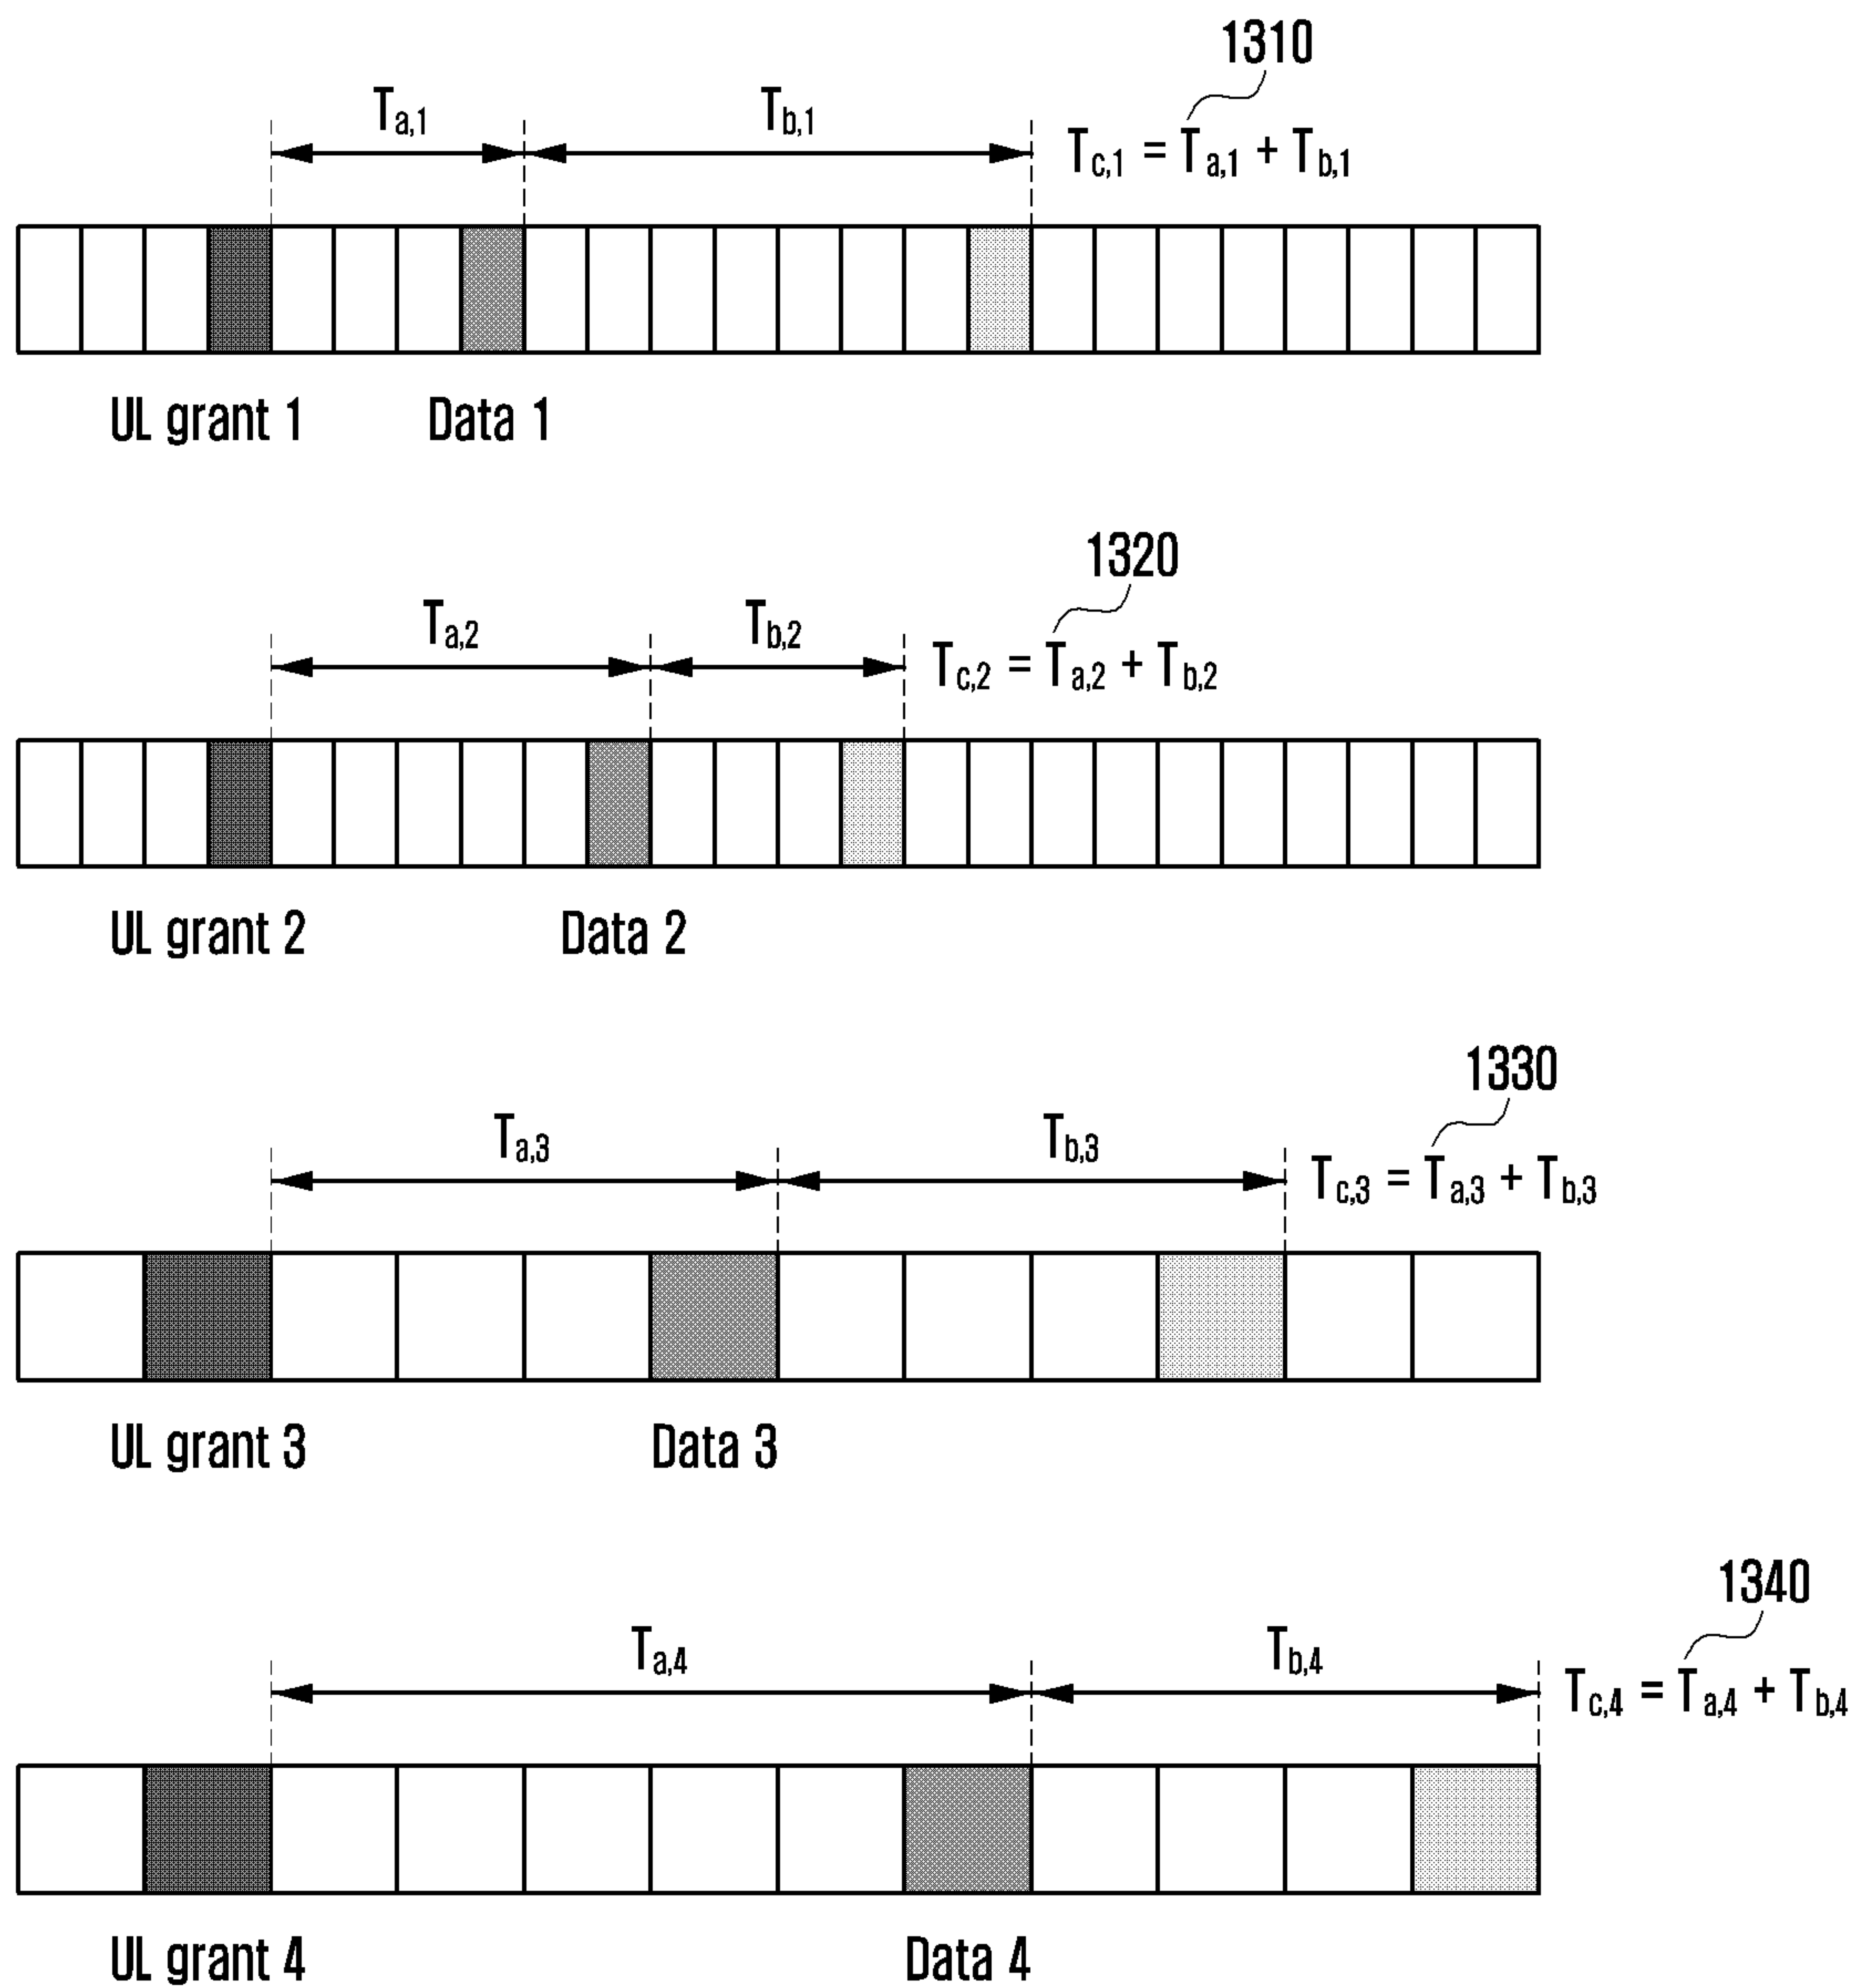 1310
Ta,1 Tb,1
Tc,1 = Ta,1 + Tb,1
UL grant 1 Data 1
1320
Ta,2 Tb,2
Tc,2 = Ta,2 + Tb,2
UL grant 2 Data 2
1330
Ta,3 Tb,3
Tc,3 = Ta,3 + Tb,3
UL grant 3 Data 3
1340
Ta,4 Tb,4
Tc,4 = Ta,4 + Tb,4
UL grant 4 Data 4